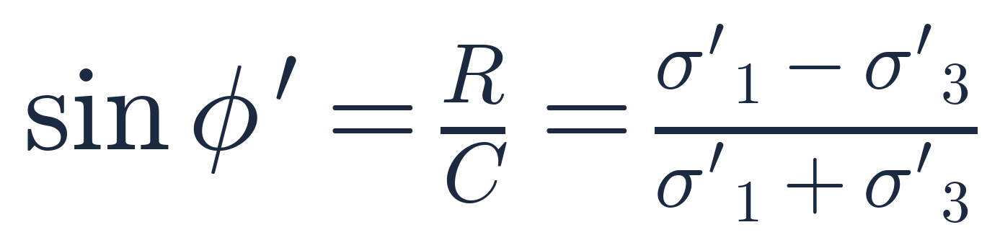 sin ϕ′ = R/C = (σ′₁ − σ′₃)/(σ′₁ + σ′₃)